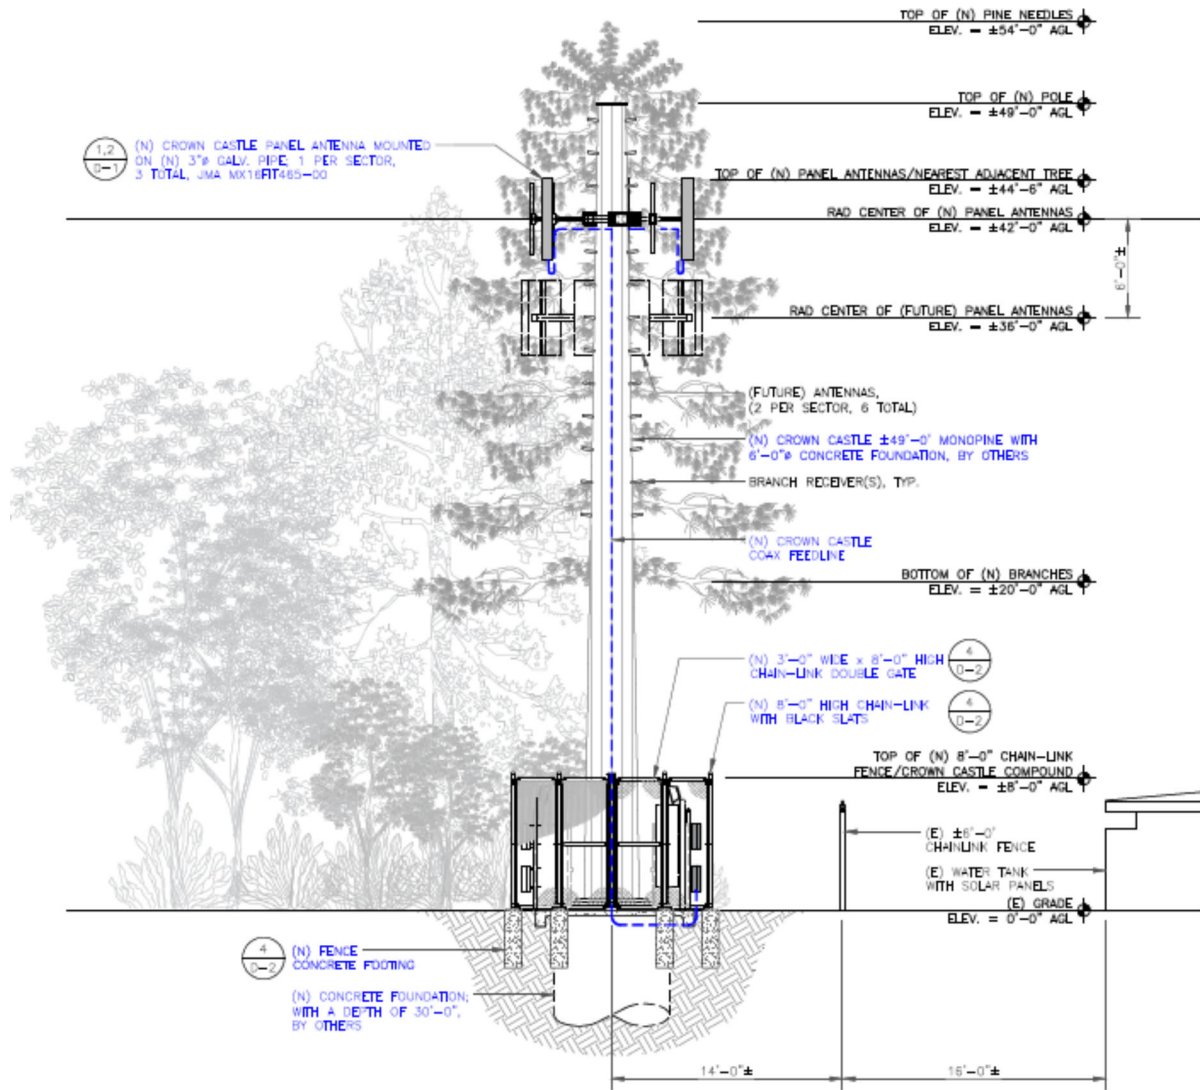 TOP OF (N) PINE NEEDLES
ELEV. = ±54'-0" AGL
TOP OF (N) POLE
ELEV. = ±49'-0" AGL
1,2
D-1
(N) CROWN CASTLE PANEL ANTENNA MOUNTED
ON (N) 3"ø GALV. PIPE; 1 PER SECTOR,
3 TOTAL, JMA MX16FIT465-00
TOP OF (N) PANEL ANTENNAS/NEAREST ADJACENT TREE
ELEV. = ±44'-6" AGL
RAD CENTER OF (N) PANEL ANTENNAS
ELEV. = ±42'-0" AGL
6'-0"±
RAD CENTER OF (FUTURE) PANEL ANTENNAS
ELEV. = ±36'-0" AGL
(FUTURE) ANTENNAS,
(2 PER SECTOR, 6 TOTAL)
(N) CROWN CASTLE ±49'-0' MONOPINE WITH
6'-0"ø CONCRETE FOUNDATION, BY OTHERS
BRANCH RECEIVER(S), TYP.
(N) CROWN CASTLE
COAX FEEDLINE
BOTTOM OF (N) BRANCHES
ELEV. = ±20'-0" AGL
(N) 3'-0" WIDE x 8'-0" HIGH
CHAIN-LINK DOUBLE GATE
4
D-2
(N) 8'-0" HIGH CHAIN-LINK
WITH BLACK SLATS
4
D-2
TOP OF (N) 8'-0" CHAIN-LINK
FENCE/CROWN CASTLE COMPOUND
ELEV. = ±8'-0" AGL
(E) ±6'-0'
CHAINLINK FENCE
(E) WATER TANK
WITH SOLAR PANELS
(E) GRADE
ELEV. = 0'-0" AGL
4
D-2
(N) FENCE
CONCRETE FOOTING
(N) CONCRETE FOUNDATION;
WITH A DEPTH OF 30'-0",
BY OTHERS
14'-0"±
16'-0"±